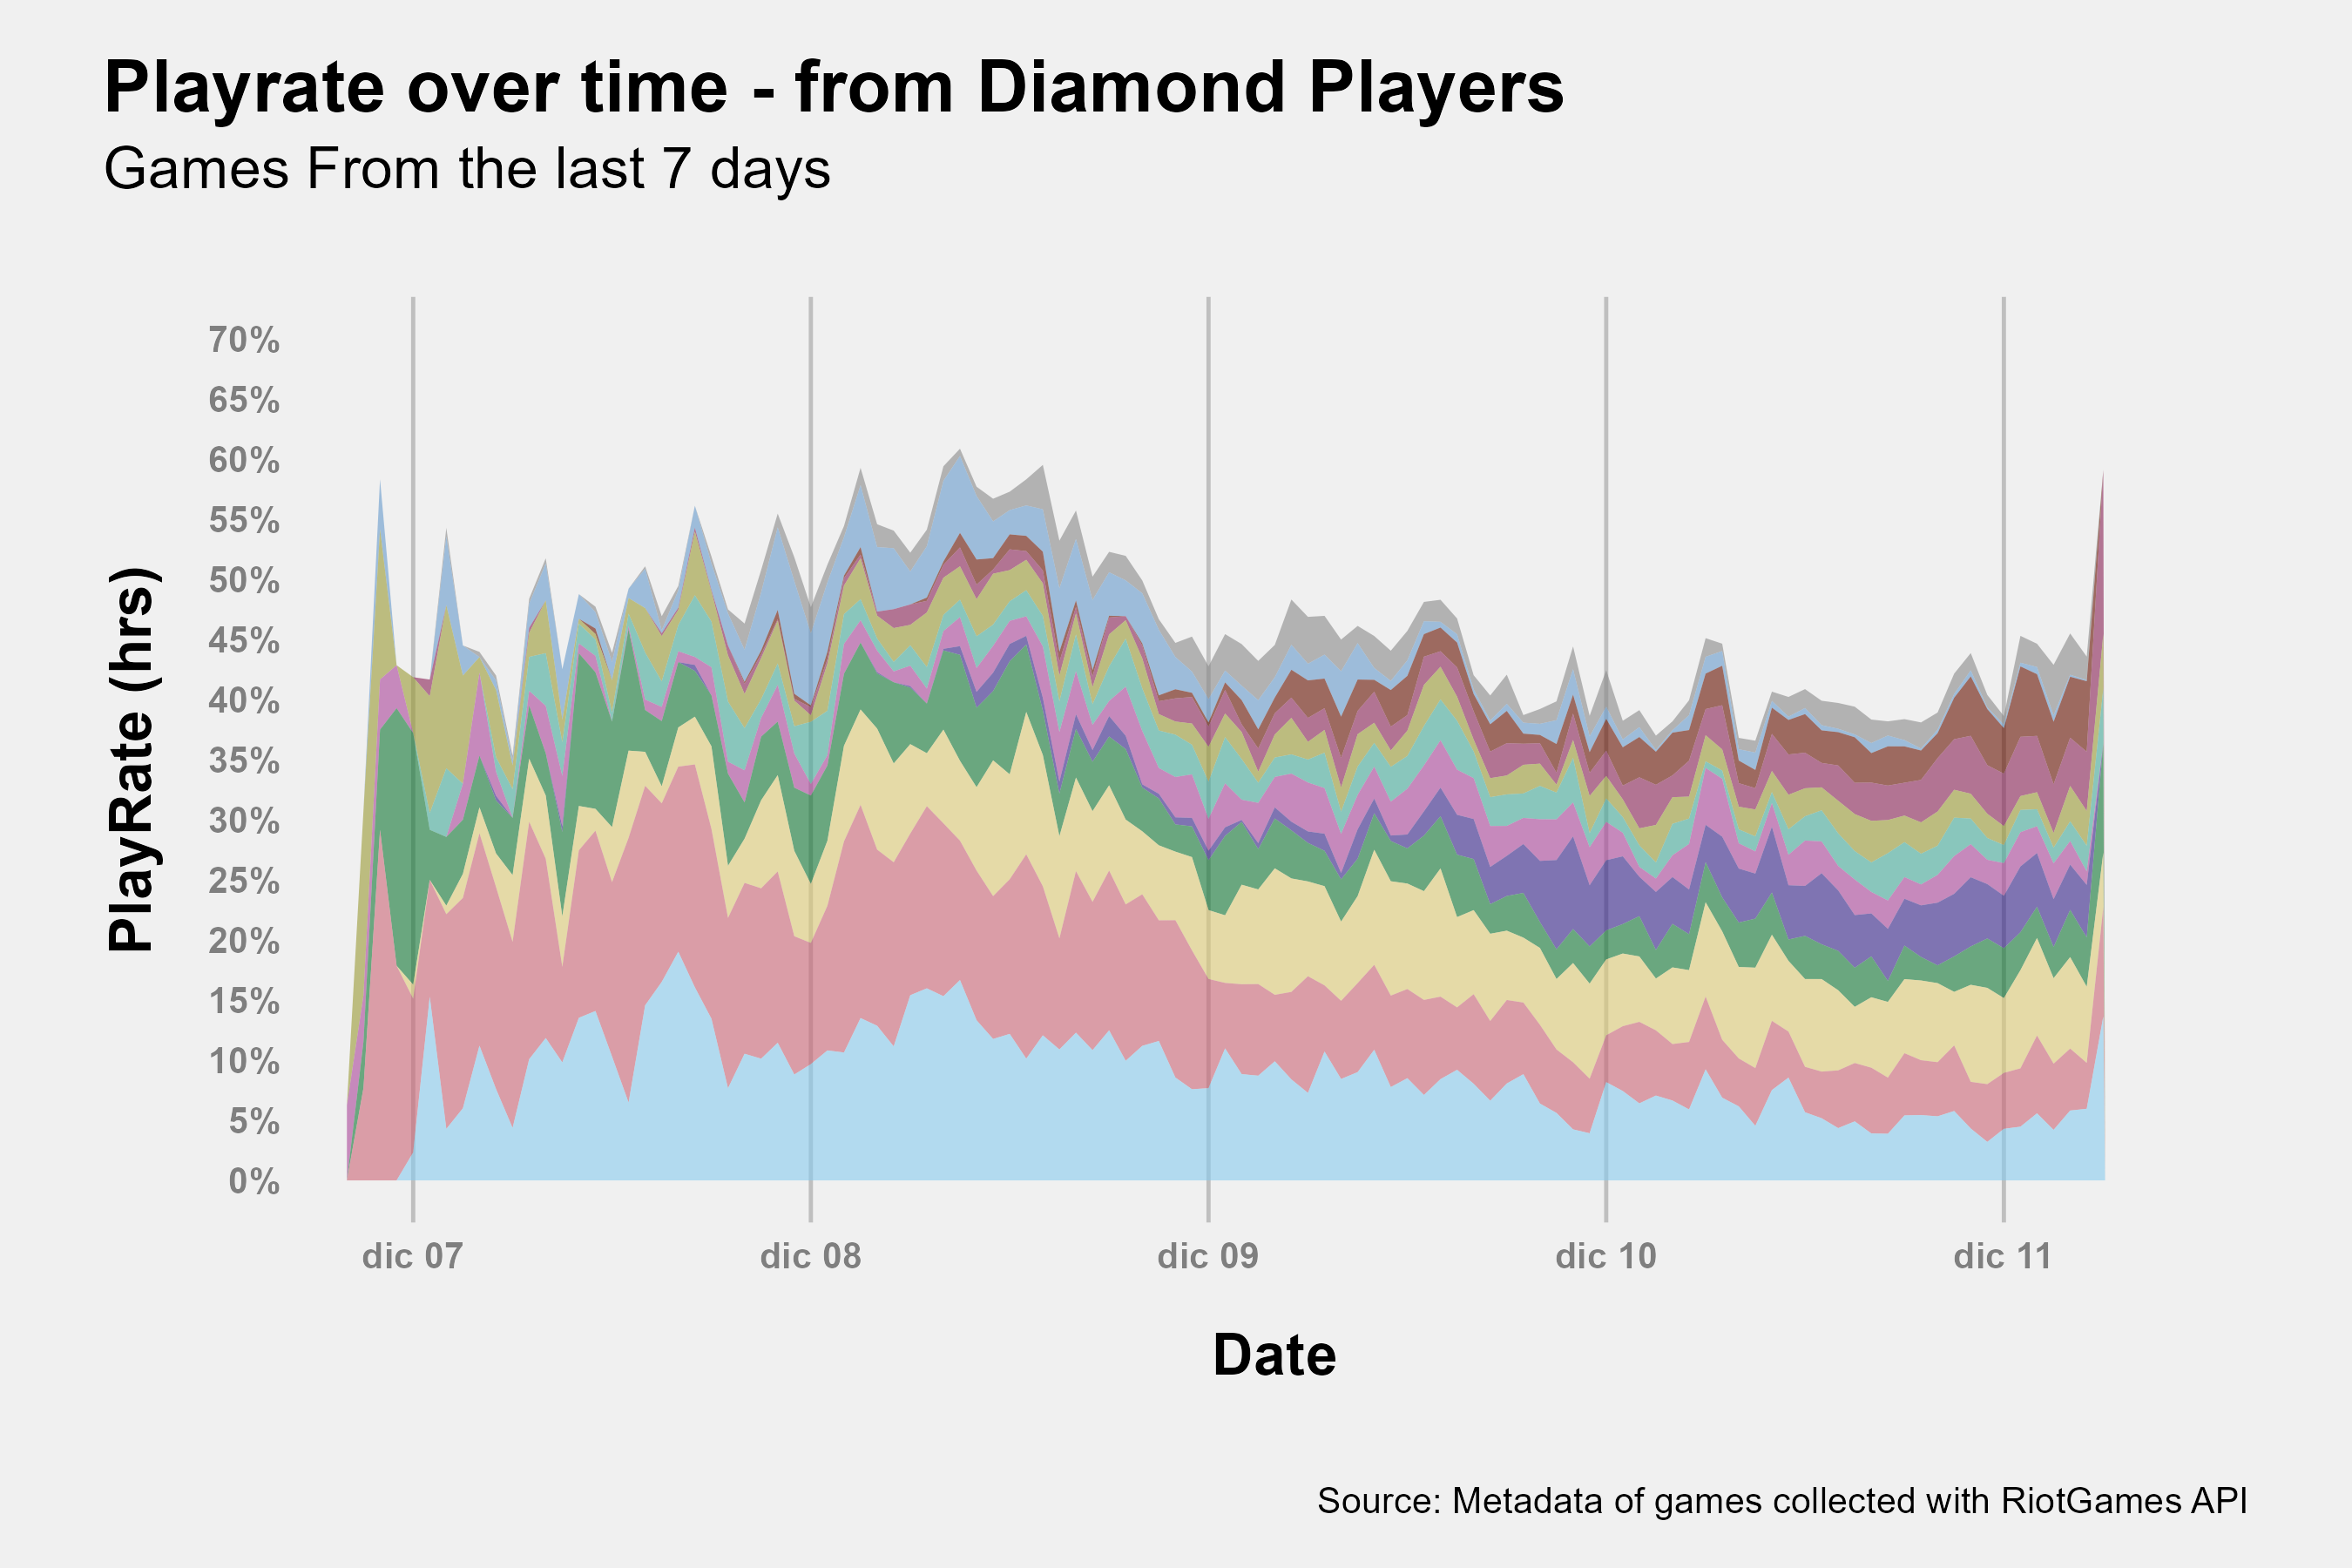 Playrate over time - from Diamond Players
Games From the last 7 days
PlayRate (hrs)
70%
65%
60%
55%
50%
45%
40%
35%
30%
25%
20%
15%
10%
5%
0%
dic 07
dic 08
dic 09
dic 10
dic 11
Date
Source: Metadata of games collected with RiotGames API